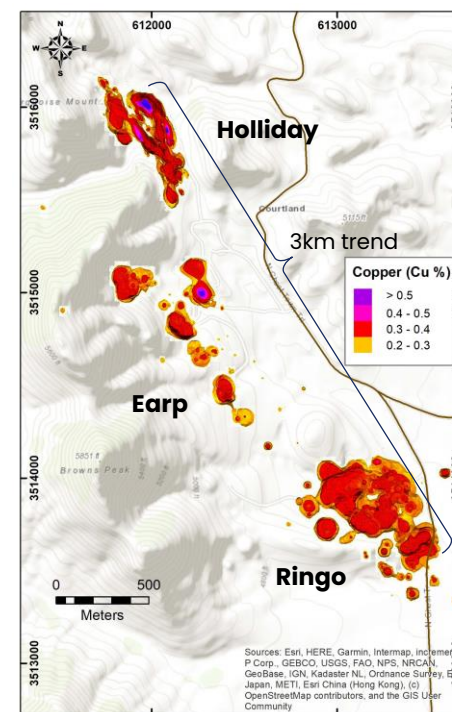 612000
613000
N
W E
S
3516000
Holliday
Courtland
5115 ft
3km trend
Copper (Cu %)
> 0.5
0.4 - 0.5
0.3 - 0.4
0.2 - 0.3
3515000
Earp
5851 ft
Browns Peak
3514000
Ringo
0 500
Meters
3513000
Sources: Esri, HERE, Garmin, Intermap, increment
P Corp., GEBCO, USGS, FAO, NPS, NRCAN,
GeoBase, IGN, Kadaster NL, Ordnance Survey, E
Japan, METI, Esri China (Hong Kong), (c)
OpenStreetMap contributors, and the GIS User
Community